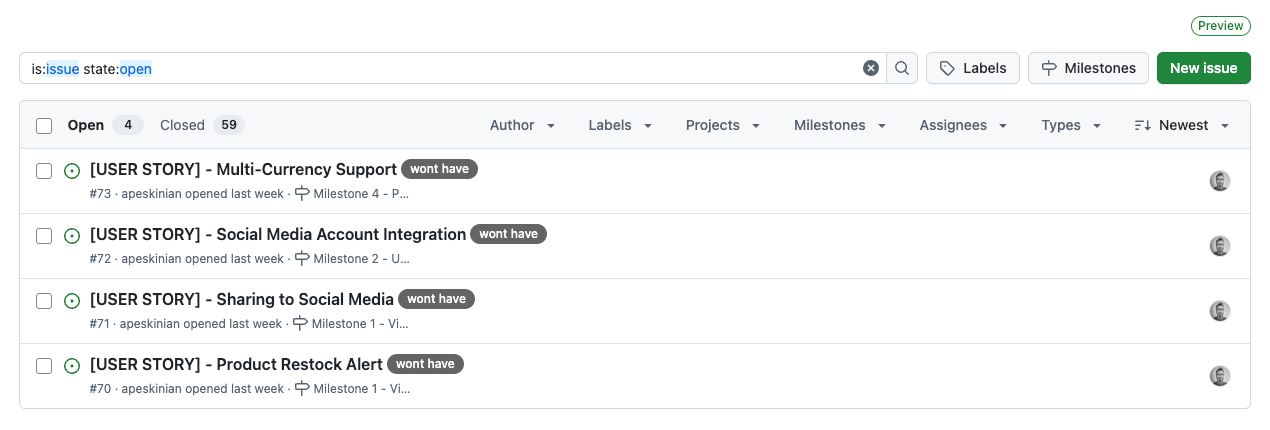 Preview
is:issue state:open
Labels
Milestones
New issue
Open 4 Closed 59 Author Labels Projects Milestones Assignees Types Newest
[USER STORY] - Multi-Currency Support wont have
#73 · apeskinian opened last week · Milestone 4 - P...
[USER STORY] - Social Media Account Integration wont have
#72 · apeskinian opened last week · Milestone 2 - U...
[USER STORY] - Sharing to Social Media wont have
#71 · apeskinian opened last week · Milestone 1 - Vi...
[USER STORY] - Product Restock Alert wont have
#70 · apeskinian opened last week · Milestone 1 - Vi...